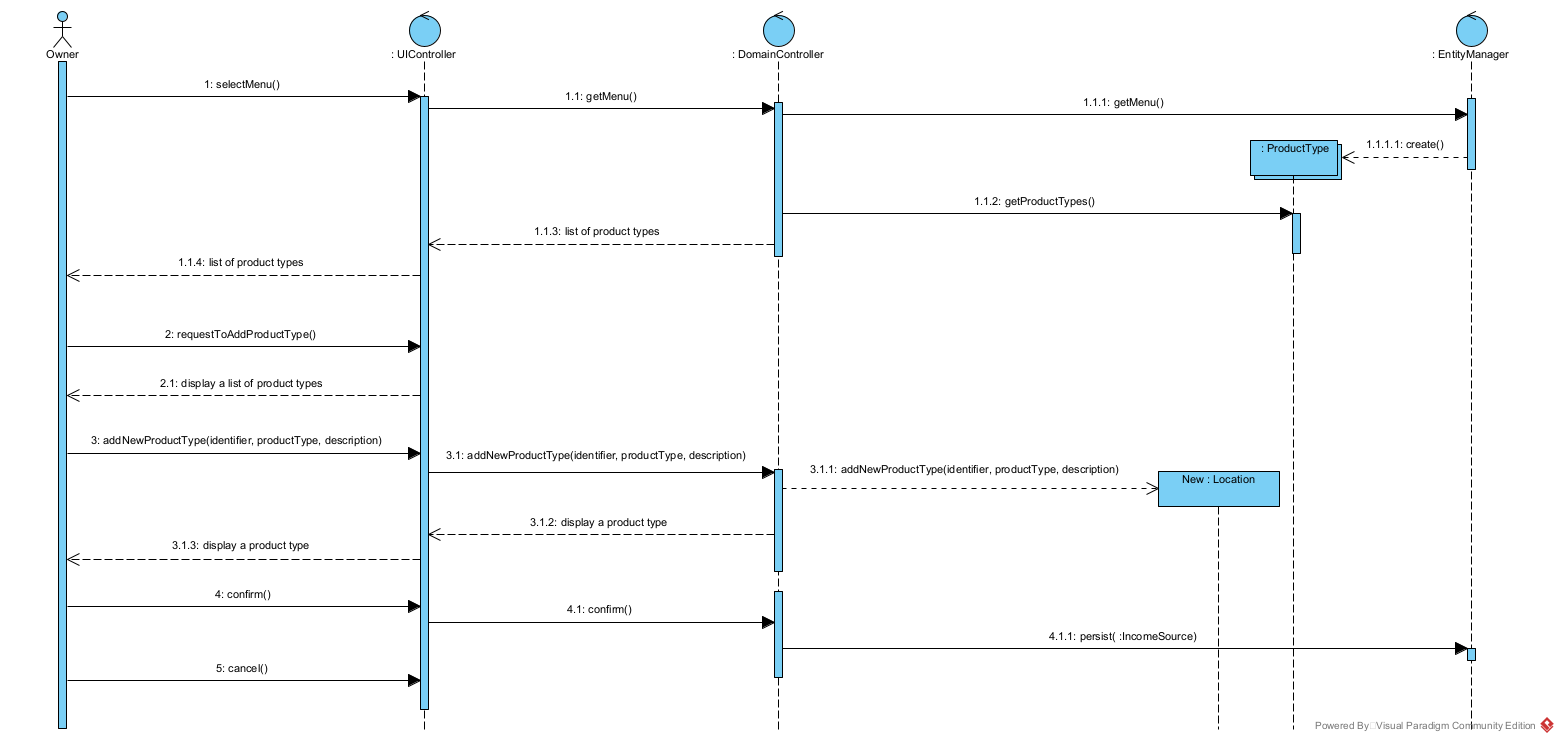 Owner
: UIController
: DomainController
: EntityManager
1: selectMenu()
1.1: getMenu()
1.1.1: getMenu()
: ProductType
1.1.1.1: create()
1.1.2: getProductTypes()
1.1.3: list of product types
1.1.4: list of product types
2: requestToAddProductType()
2.1: display a list of product types
3: addNewProductType(identifier, productType, description)
3.1: addNewProductType(identifier, productType, description)
3.1.1: addNewProductType(identifier, productType, description)
New : Location
3.1.2: display a product type
3.1.3: display a product type
4: confirm()
4.1: confirm()
4.1.1: persist( :IncomeSource)
5: cancel()
Powered By Visual Paradigm Community Edition